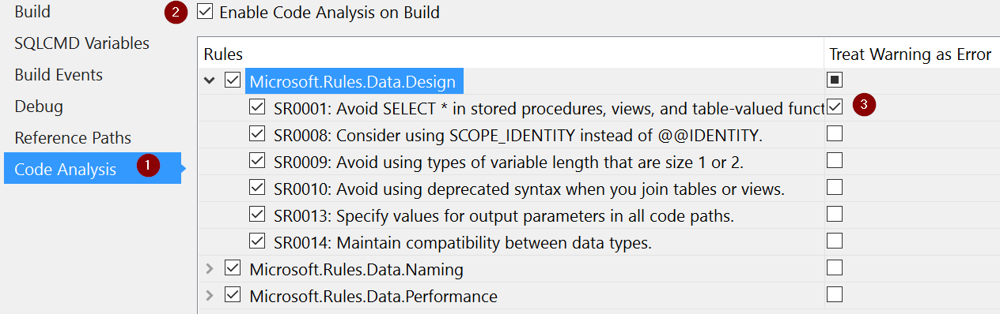 Build
2
Enable Code Analysis on Build
SQLCMD Variables
Build Events
Debug
Reference Paths
Code Analysis
1
Rules
Treat Warning as Error
Microsoft.Rules.Data.Design
SR0001: Avoid SELECT * in stored procedures, views, and table-valued funct
3
SR0008: Consider using SCOPE_IDENTITY instead of @@IDENTITY.
SR0009: Avoid using types of variable length that are size 1 or 2.
SR0010: Avoid using deprecated syntax when you join tables or views.
SR0013: Specify values for output parameters in all code paths.
SR0014: Maintain compatibility between data types.
Microsoft.Rules.Data.Naming
Microsoft.Rules.Data.Performance